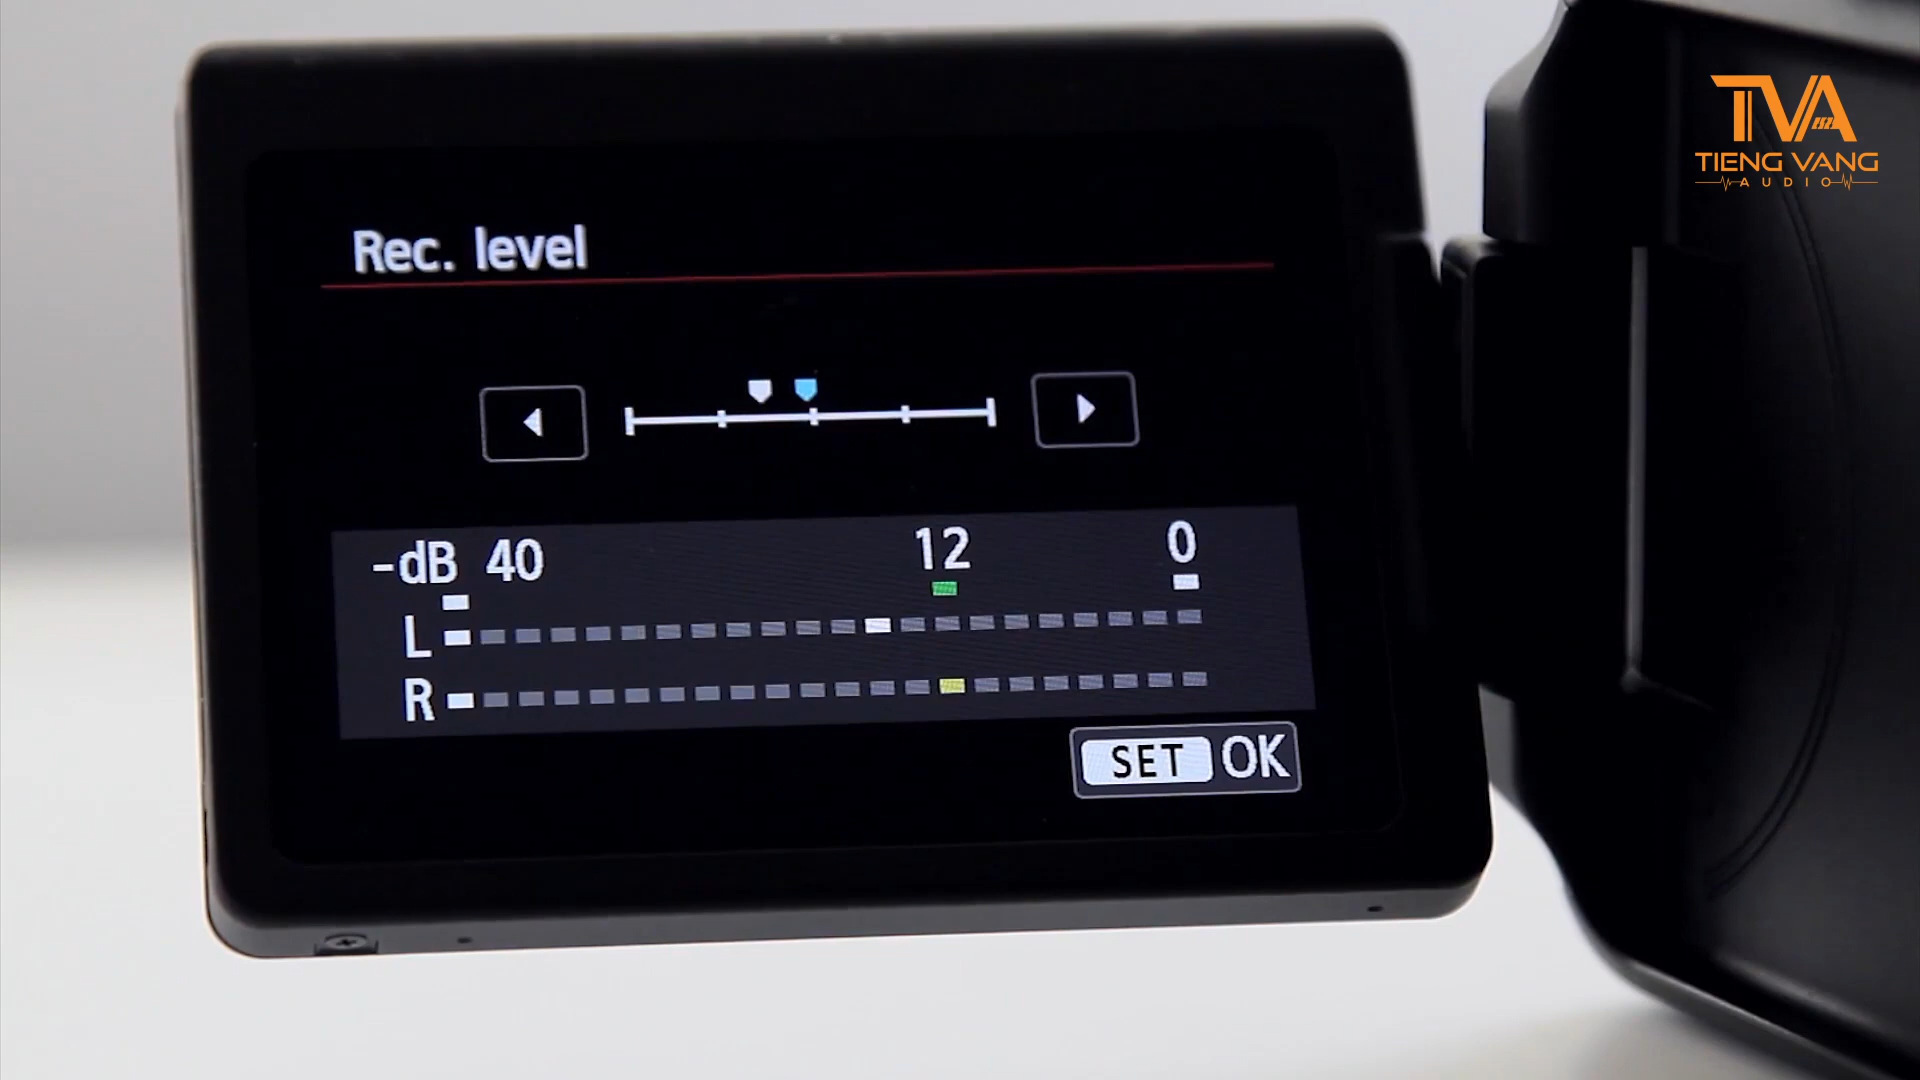 TVA
TIENG VANG
AUDIO
Rec. level
-dB 40 12 0
L
R
SET OK